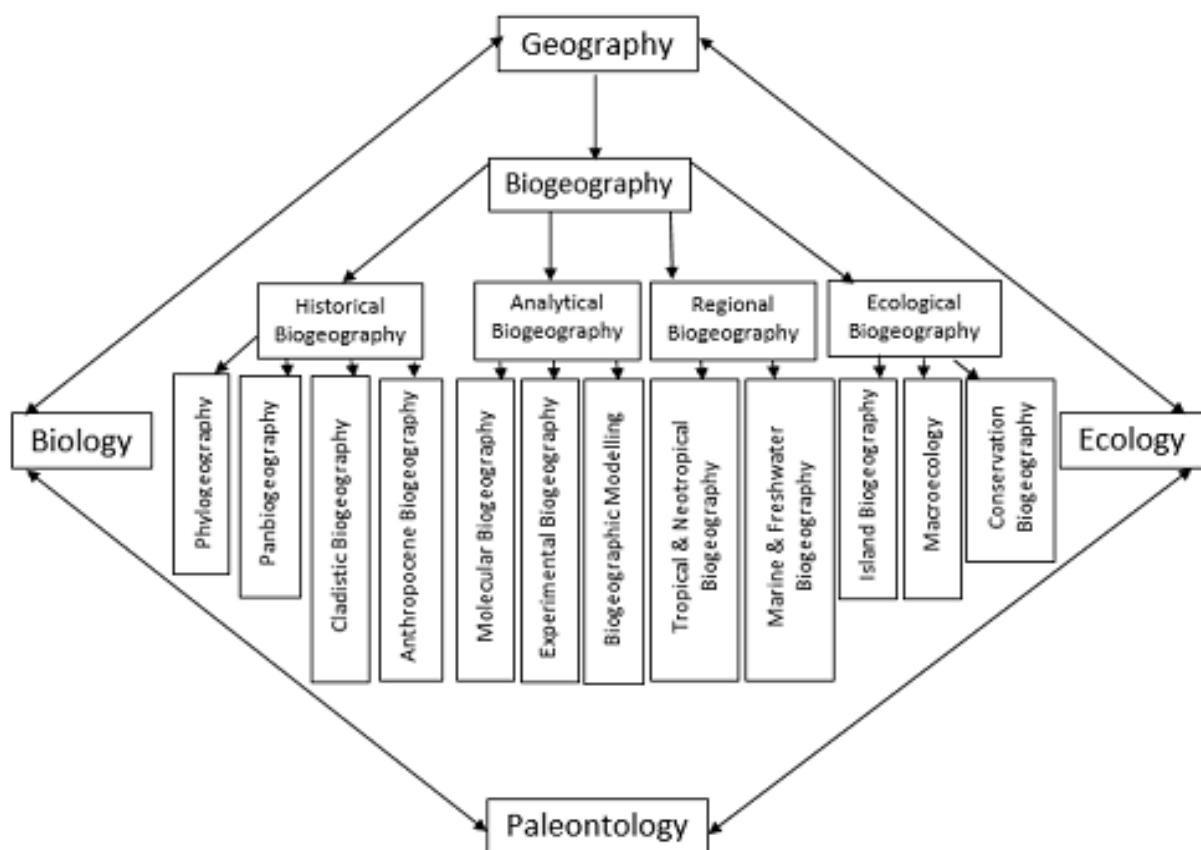 Geography
Biogeography
Historical
Biogeography
Analytical
Biogeography
Regional
Biogeography
Ecological
Biogeography
Biology
Phylogeography
Panbiogeography
Cladistic Biogeography
Anthropocene Biogeography
Molecular Biogeography
Experimental Biogeography
Biogeographic Modelling
Tropical & Neotropical
Biogeography
Marine & Freshwater
Biogeography
Island Biogeography
Macroecology
Conservation
Biogeography
Ecology
Paleontology